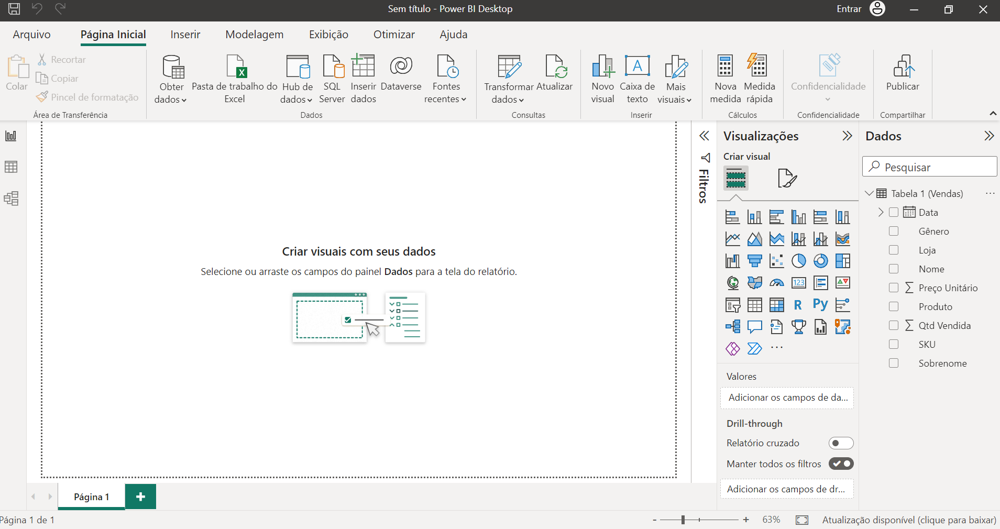 Sem título - Power BI Desktop
Entrar
Arquivo
Página Inicial
Inserir
Modelagem
Exibição
Otimizar
Ajuda
Colar
Recortar
Copiar
Pincel de formatação
Área de Transferência
Obter
dados
Pasta de trabalho do
Excel
Hub de
dados
SQL
Server
Inserir
dados
Dataverse
Fontes
recentes
Dados
Transformar
dados
Atualizar
Consultas
Novo
visual
A
Caixa de
texto
Mais
visuais
Inserir
Nova
medida
Medida
rápida
Cálculos
Confidencialidade
Confidencialidade
Publicar
Compartilhar
Criar visuais com seus dados
Selecione ou arraste os campos do painel Dados para a tela do relatório.
Filtros
Visualizações
Criar visual
123
R
Py
Valores
Adicionar os campos de da...
Drill-through
Relatório cruzado
Manter todos os filtros
Adicionar os campos de dr...
Dados
Pesquisar
Tabela 1 (Vendas)
Data
Gênero
Loja
Nome
Preço Unitário
Produto
Qtd Vendida
SKU
Sobrenome
Página 1
Página 1 de 1
63%
Atualização disponível (clique para baixar)